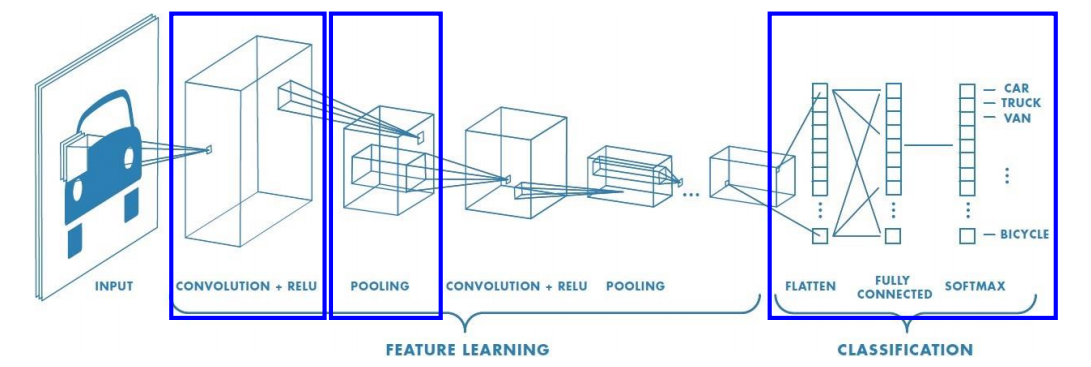 CAR
TRUCK
VAN
BICYCLE
INPUT
CONVOLUTION + RELU
POOLING
CONVOLUTION + RELU
POOLING
FLATTEN
FULLY
CONNECTED
SOFTMAX
FEATURE LEARNING
CLASSIFICATION